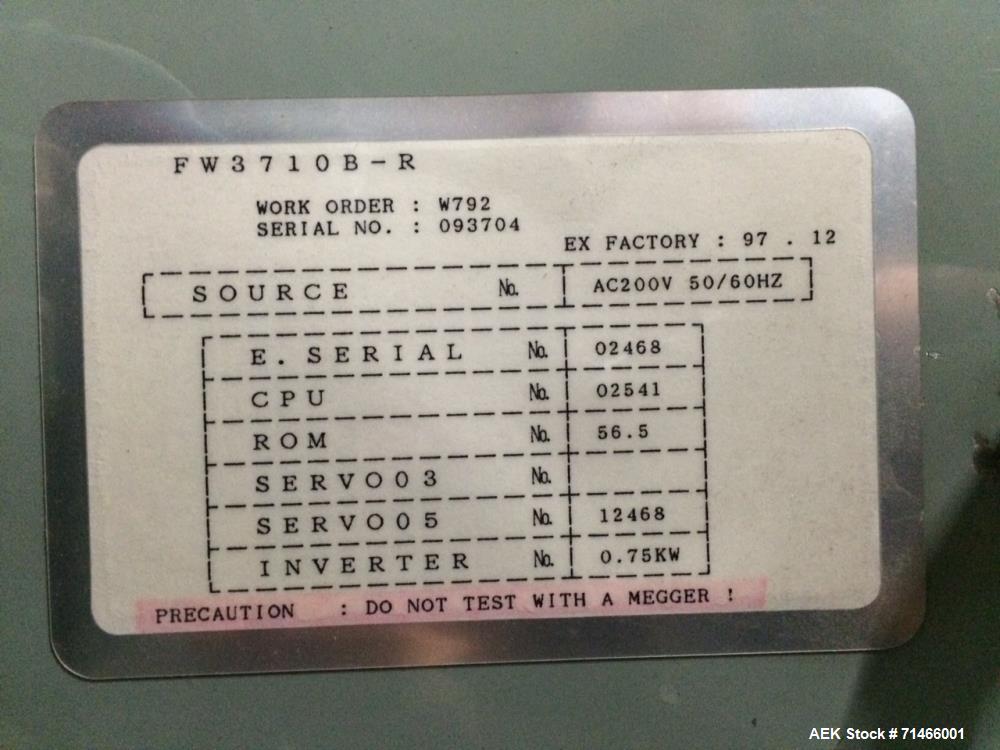 FW3710B-R
WORK ORDER : W792
SERIAL NO. : 093704
EX FACTORY : 97 . 12
SOURCE No. AC200V 50/60HZ
E. SERIAL No. 02468
CPU No. 02541
ROM No. 56.5
SERVO03 No.
SERVO05 No. 12468
INVERTER No. 0.75KW
PRECAUTION : DO NOT TEST WITH A MEGGER !
AEK Stock # 71466001